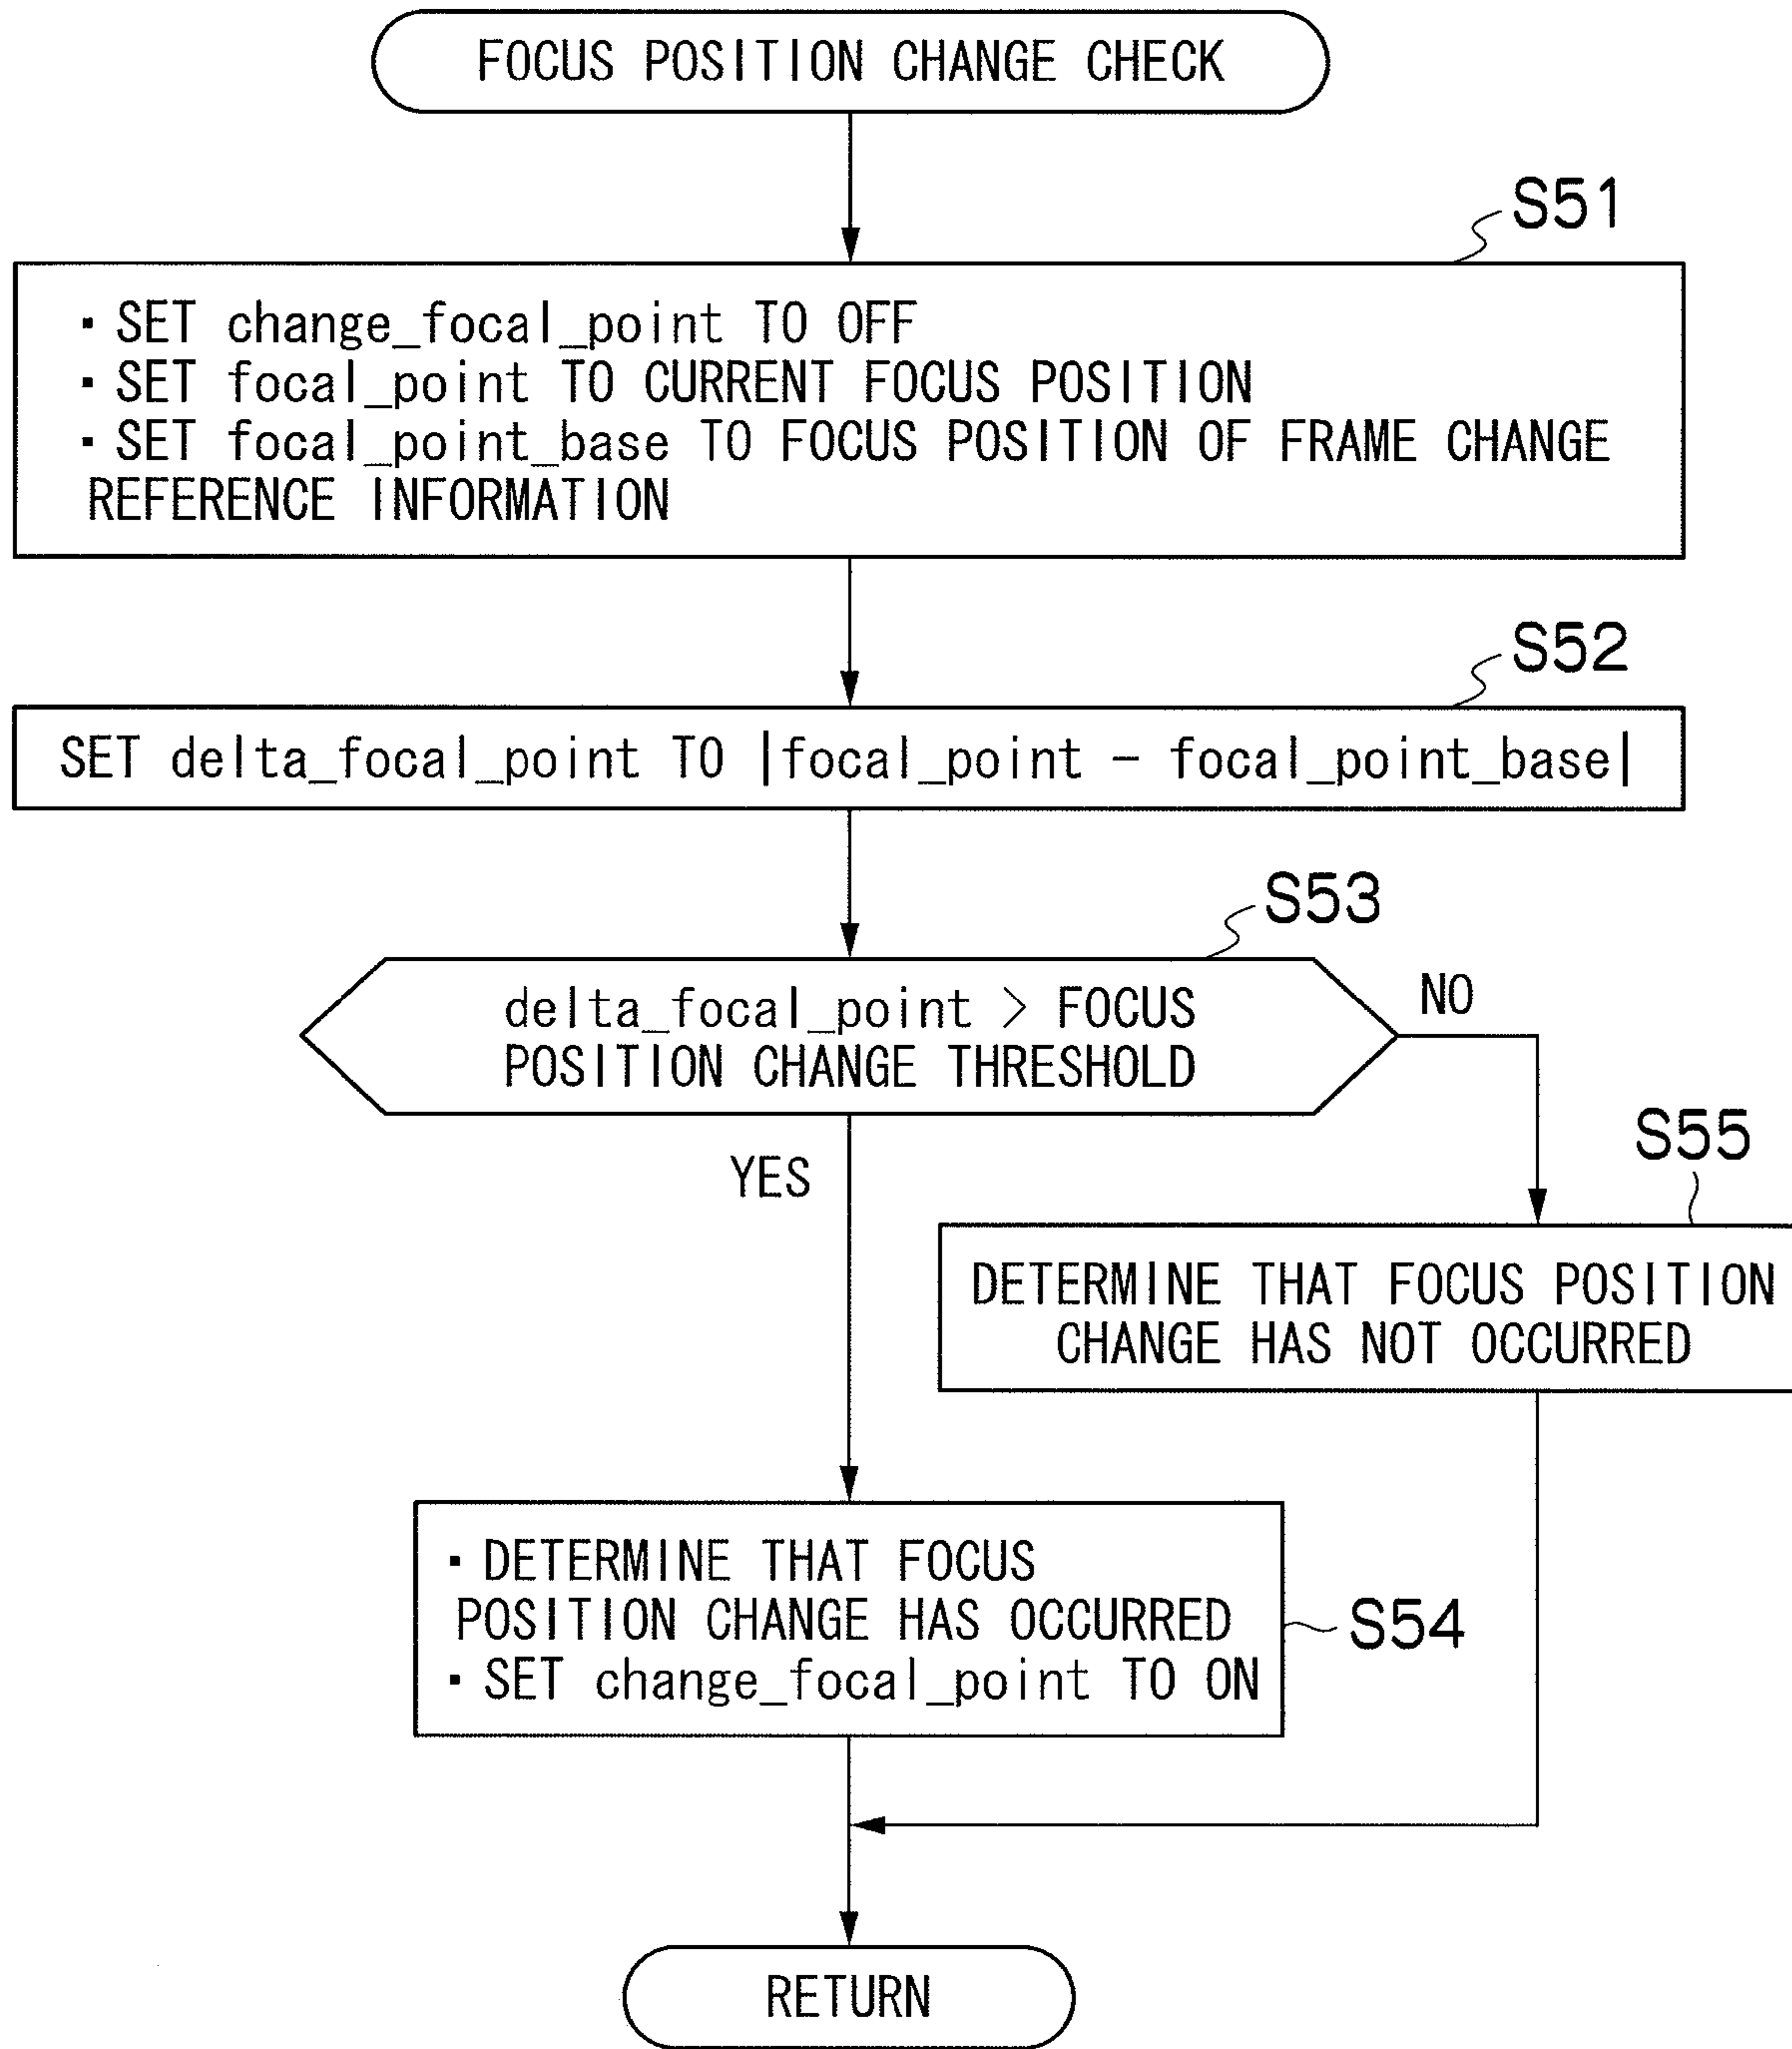 FOCUS POSITION CHANGE CHECK
S51
・SET change_focal_point TO OFF
・SET focal_point TO CURRENT FOCUS POSITION
・SET focal_point_base TO FOCUS POSITION OF FRAME CHANGE
REFERENCE INFORMATION
S52
SET delta_focal_point TO |focal_point - focal_point_base|
S53
delta_focal_point > FOCUS
POSITION CHANGE THRESHOLD
NO
YES
S55
DETERMINE THAT FOCUS POSITION
CHANGE HAS NOT OCCURRED
・DETERMINE THAT FOCUS
POSITION CHANGE HAS OCCURRED
・SET change_focal_point TO ON
S54
RETURN